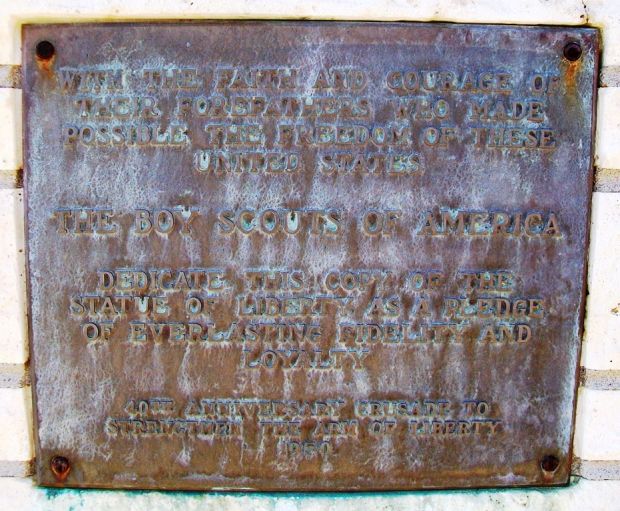 WITH THE FAITH AND COURAGE OF
THEIR FOREFATHERS WHO MADE
POSSIBLE THE FREEDOM OF THESE
UNITED STATES
THE BOY SCOUTS OF AMERICA
DEDICATE THIS COPY OF THE
STATUE OF LIBERTY AS A PLEDGE
OF EVERLASTING FIDELITY AND
LOYALTY
40TH ANNIVERSARY CRUSADE TO
STRENGTHEN THE ARM OF LIBERTY
1950